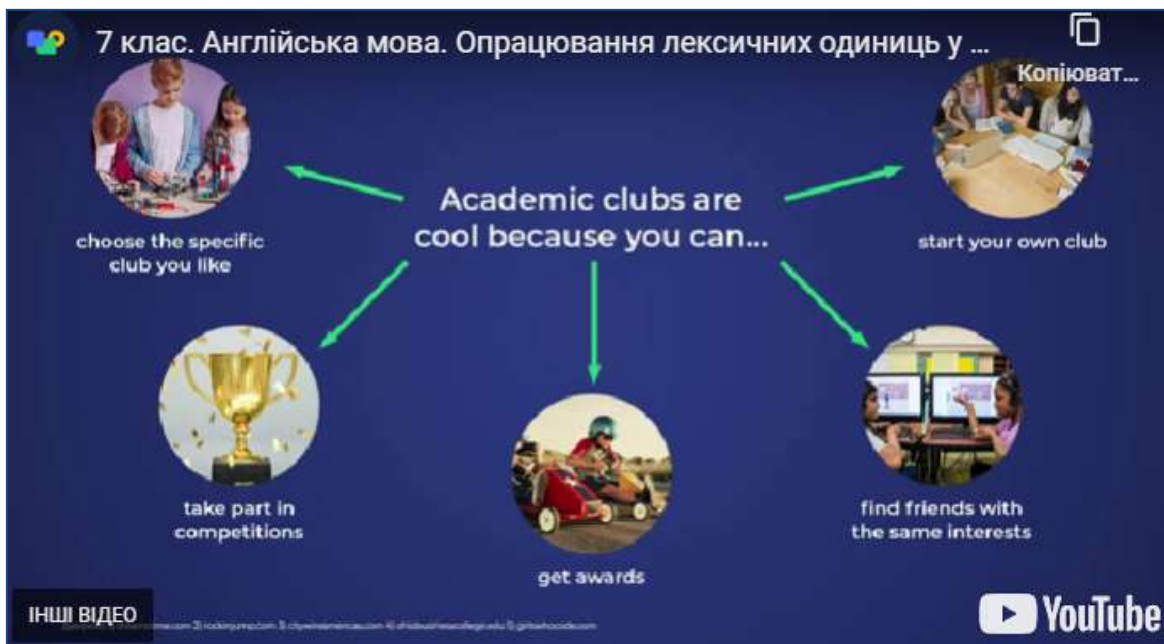 7 клас. Англійська мова. Опрацювання лексичних одиниць у ...
Копіюват...
Academic clubs are
cool because you can...
choose the specific
club you like
start your own club
take part in
competitions
get awards
find friends with
the same interests
ІНШІ ВІДЕО
YouTube